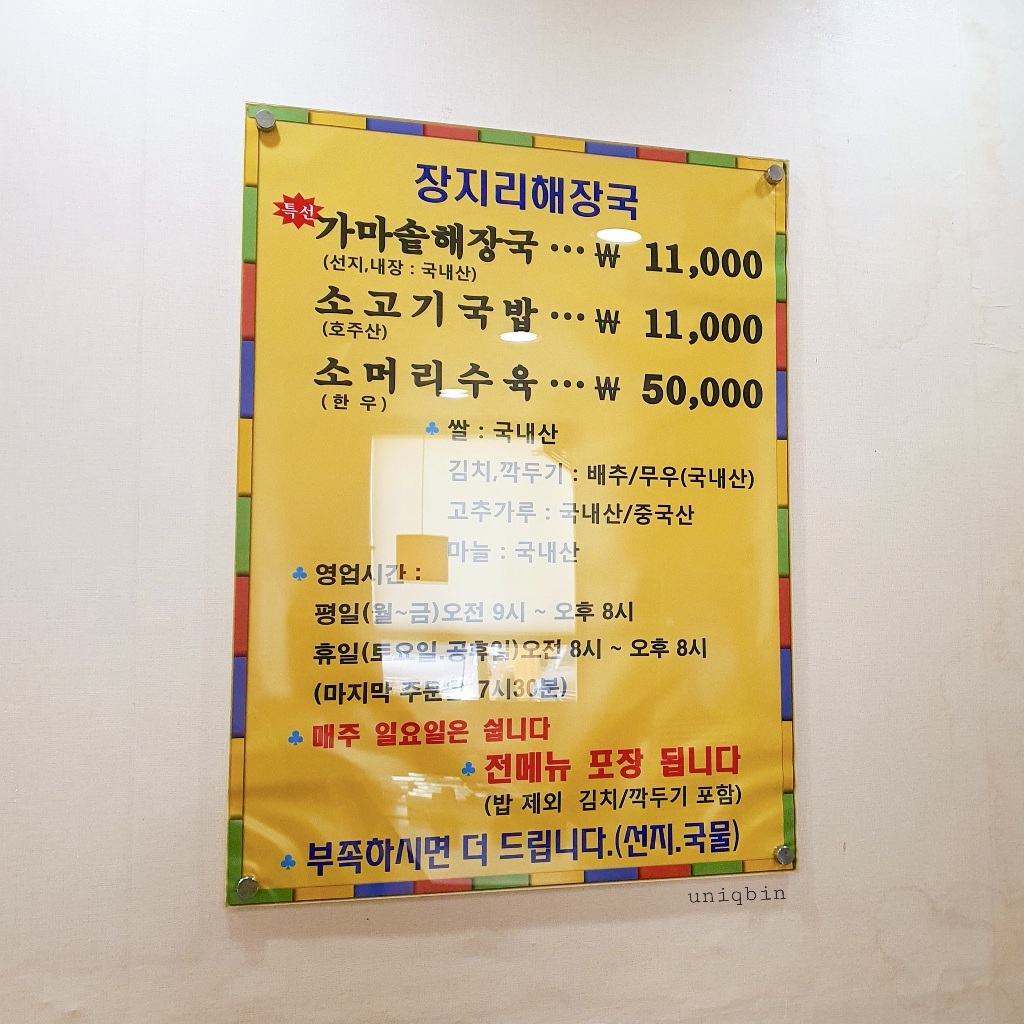 장지리해장국
특선 가마솥해장국 ··· ₩ 11,000
(선지,내장 : 국내산)
소고기국밥 ··· ₩ 11,000
(호주산)
소머리수육 ··· ₩ 50,000
(한우)
♣ 쌀 : 국내산
김치,깍두기 : 배추/무우(국내산)
고추가루 : 국내산/중국산
마늘 : 국내산
♣ 영업시간 :
평일(월~금)오전 9시 ~ 오후 8시
휴일(토요일.공휴일)오전 8시 ~ 오후 8시
(마지막 주문 7시30분)
♣ 매주 일요일은 쉽니다
♣ 전메뉴 포장 됩니다
(밥 제외 김치/깍두기 포함)
♣ 부족하시면 더 드립니다.(선지.국물)
uniqbin